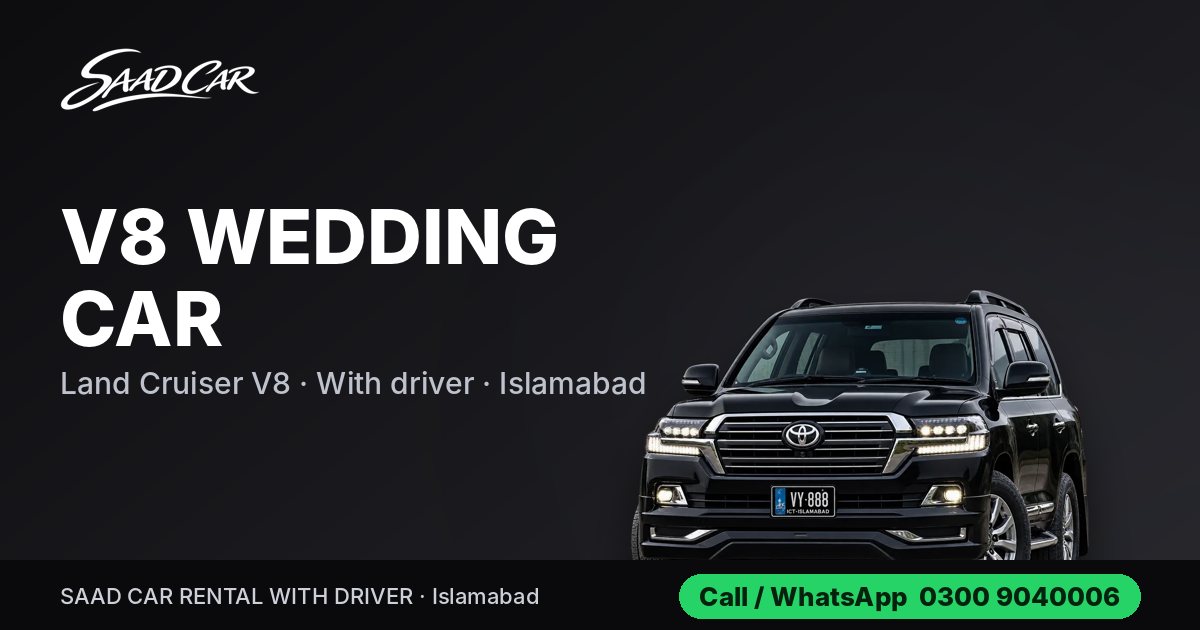 SAAD CAR
V8 WEDDING
CAR
Land Cruiser V8 · With driver · Islamabad
VY·888
ICT-ISLAMABAD
SAAD CAR RENTAL WITH DRIVER · Islamabad
Call / WhatsApp 0300 9040006